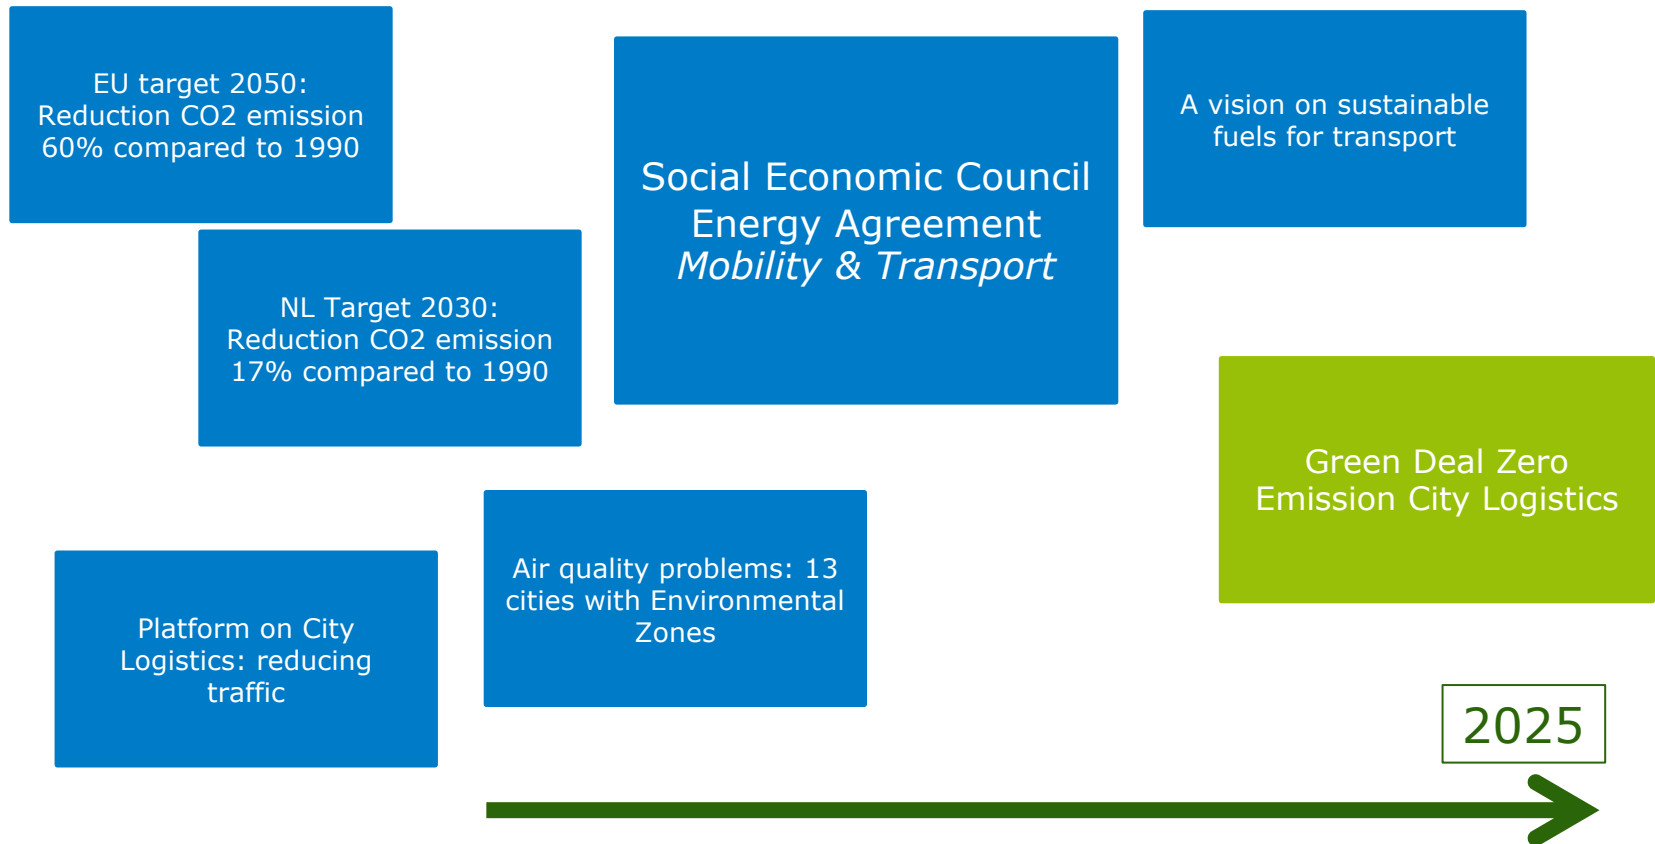 EU target 2050:
Reduction CO2 emission
60% compared to 1990
NL Target 2030:
Reduction CO2 emission
17% compared to 1990
Social Economic Council
Energy Agreement
Mobility & Transport
A vision on sustainable
fuels for transport
Green Deal Zero
Emission City Logistics
Platform on City
Logistics: reducing
traffic
Air quality problems: 13
cities with Environmental
Zones
2025